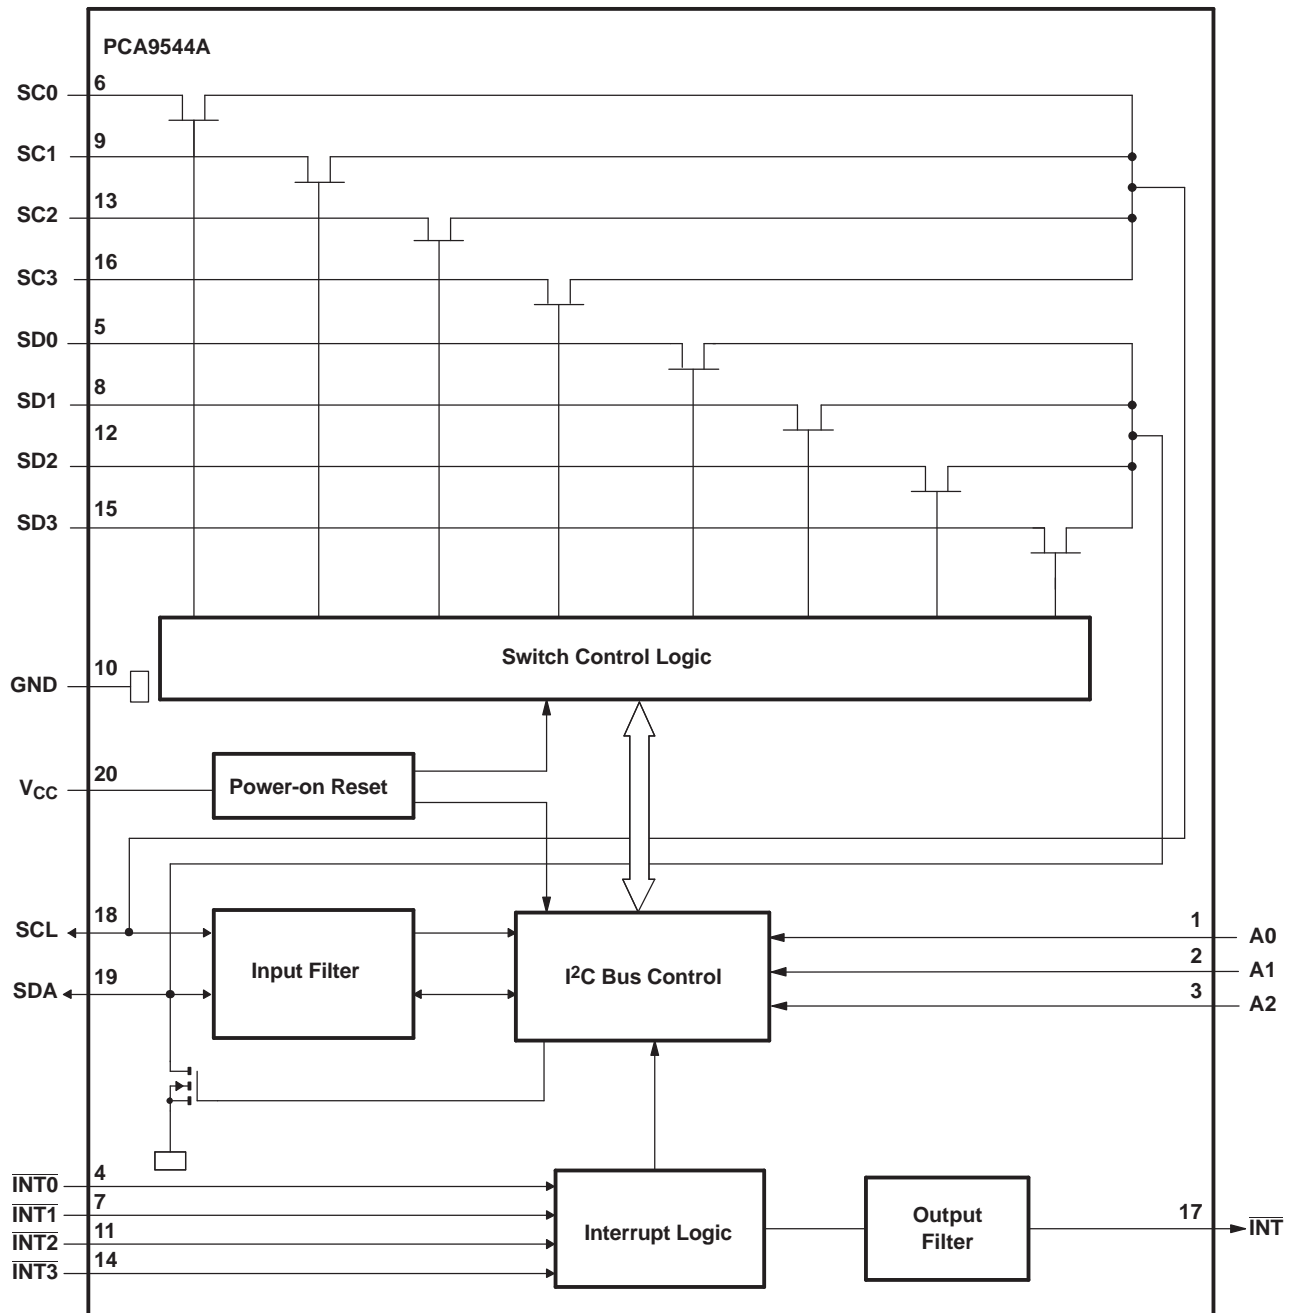 PCA9544A
SC0 6
SC1 9
SC2 13
SC3 16
SD0 5
SD1 8
SD2 12
SD3 15
Switch Control Logic
GND 10
VCC 20
Power-on Reset
SCL 18
SDA 19
Input Filter
I²C Bus Control
1 A0
2 A1
3 A2
INT0 4
INT1 7
INT2 11
INT3 14
Interrupt Logic
Output
Filter
17 INT